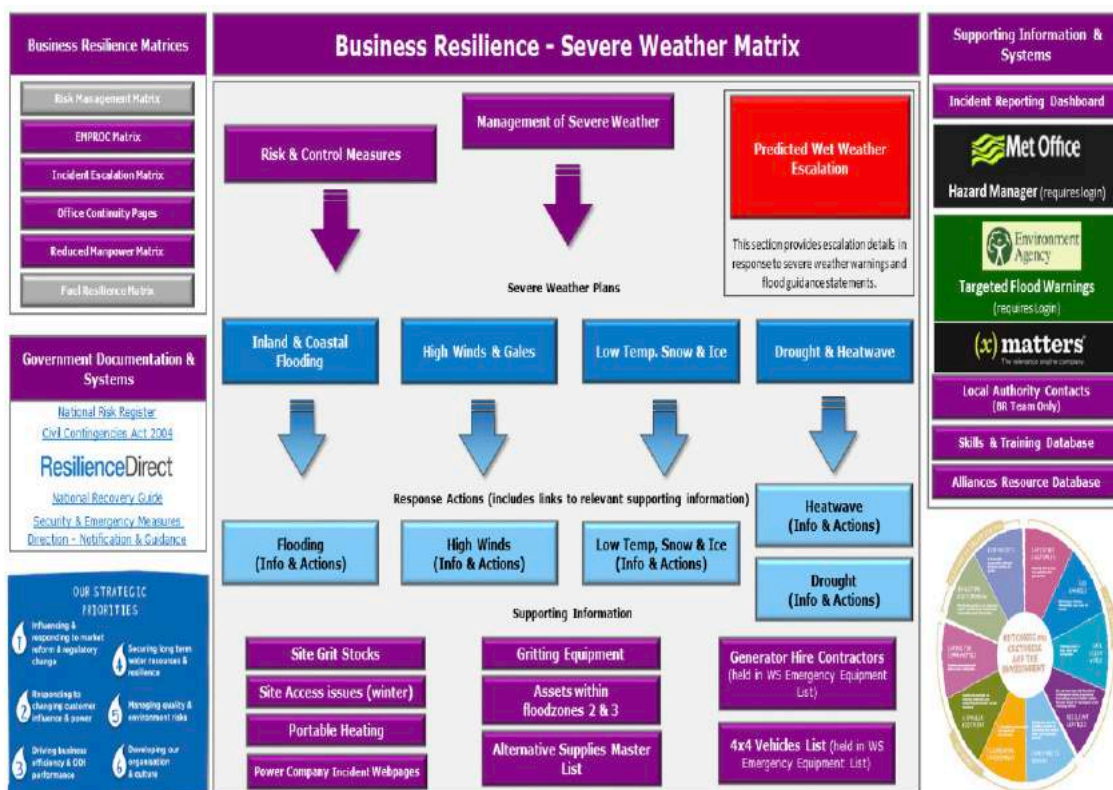 Business Resilience Matrices
Risk Management Matrix
EMPROC Matrix
Incident Escalation Matrix
Office Continuity Pages
Reduced Manpower Matrix
Fuel Resilience Matrix
Government Documentation &
Systems
National Risk Register
Civil Contingencies Act 2004
ResilienceDirect
National Recovery Guide
Security & Emergency Measures
Direction - Notification & Guidance
OUR STRATEGIC
PRIORITIES
1
Influencing &
responding to market
reform & regulatory
change
2
Responding to
changing customer
influence & power
3
Driving business
efficiency & ODI
performance
4
Securing long term
water resources &
resilience
5
Managing quality &
environment risks
6
Developing our
organisation
& culture
Business Resilience - Severe Weather Matrix
Risk & Control Measures
Management of Severe Weather
Predicted Wet Weather
Escalation
This section provides escalation details in
response to severe weather warnings and
flood guidance statements.
Severe Weather Plans
Inland & Coastal
Flooding
High Winds & Gales
Low Temp. Snow & Ice
Drought & Heatwave
Response Actions (includes links to relevant supporting information)
Flooding
(Info & Actions)
High Winds
(Info & Actions)
Low Temp, Snow & Ice
(Info & Actions)
Heatwave
(Info & Actions)
Drought
(Info & Actions)
Supporting Information
Site Grit Stocks
Site Access issues (winter)
Portable Heating
Power Company Incident Webpages
Gritting Equipment
Assets within
floodzones 2 & 3
Alternative Supplies Master
List
Generator Hire Contractors
(held in WS Emergency Equipment
List)
4x4 Vehicles List (held in WS
Emergency Equipment List)
Supporting Information &
Systems
Incident Reporting Dashboard
Met Office
Hazard Manager (requires login)
Environment
Agency
Targeted Flood Warnings
(requires Login)
(x) matters
The relevance engine company
Local Authority Contacts
(BR Team Only)
Skills & Training Database
Alliances Resource Database